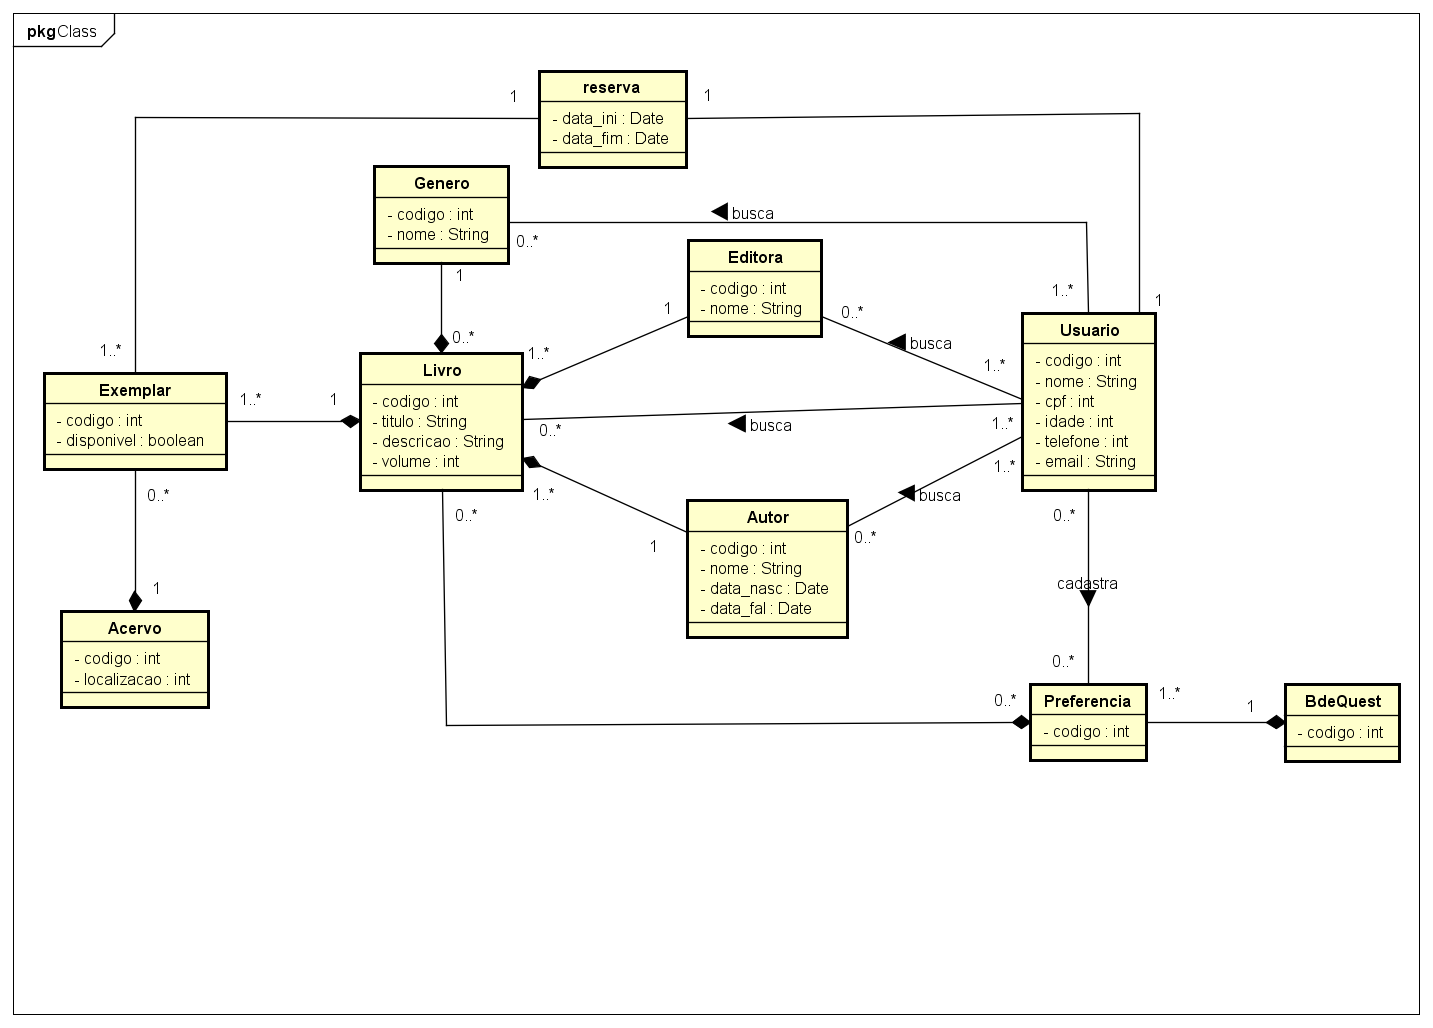 pkgClass
reserva
- data_ini : Date
- data_fim : Date
1
1
Genero
- codigo : int
- nome : String
busca
0..*
1
Editora
- codigo : int
- nome : String
1
0..*
busca
1..*
1
Usuario
- codigo : int
- nome : String
- cpf : int
- idade : int
- telefone : int
- email : String
1..*
1..*
1..*
0..*
1..*
Exemplar
- codigo : int
- disponivel : boolean
1..*
1
0..*
1..*
Livro
- codigo : int
- titulo : String
- descricao : String
- volume : int
0..*
busca
1..*
0..*
busca
0..*
1
Autor
- codigo : int
- nome : String
- data_nasc : Date
- data_fal : Date
0..*
1
Acervo
- codigo : int
- localizacao : int
cadastra
0..*
0..*
Preferencia
- codigo : int
1..*
1
BdeQuest
- codigo : int